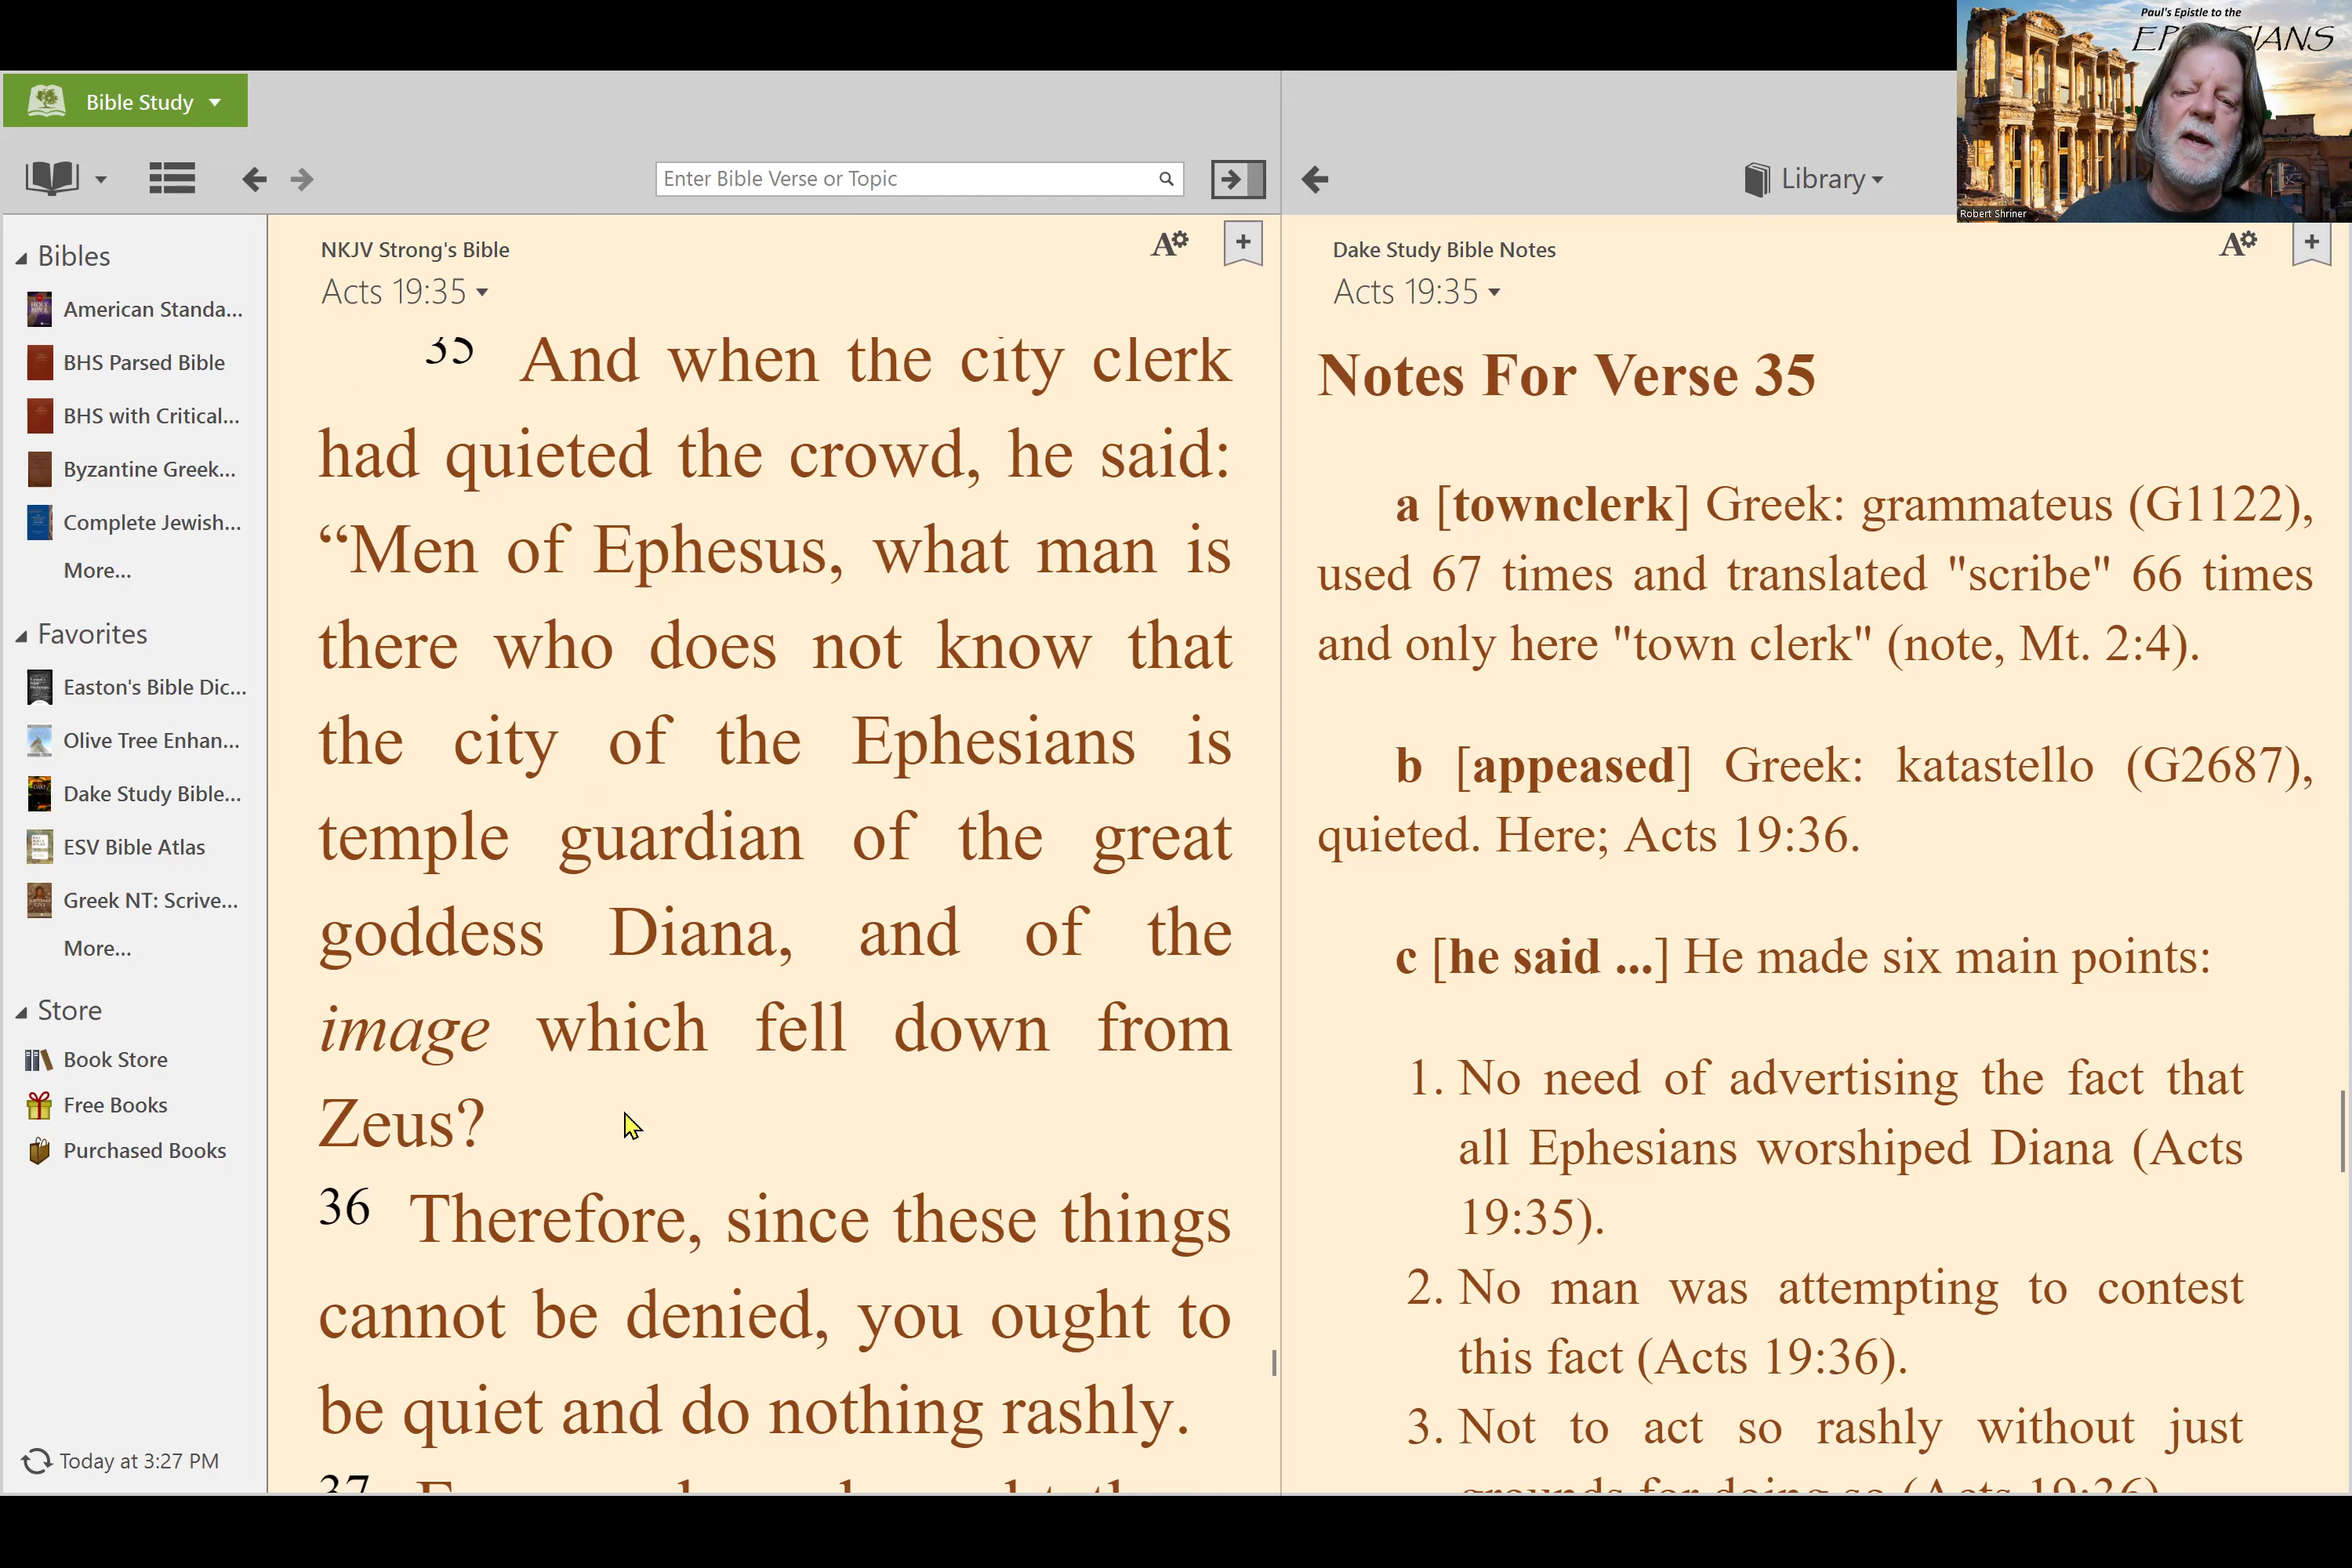 Paul's Epistle to the
Robert Shriner
Bible Study
Enter Bible Verse or Topic
Library
Bibles
American Standa...
BHS Parsed Bible
BHS with Critical...
Byzantine Greek...
Complete Jewish...
More...
Favorites
Easton's Bible Dic...
Olive Tree Enhan...
Dake Study Bible...
ESV Bible Atlas
Greek NT: Scrive...
More...
Store
Book Store
Free Books
Purchased Books
Today at 3:27 PM
NKJV Strong's Bible
Acts 19:35
35 And when the city clerk
had quieted the crowd, he said:
“Men of Ephesus, what man is
there who does not know that
the city of the Ephesians is
temple guardian of the great
goddess Diana, and of the
image which fell down from
Zeus?
36 Therefore, since these things
cannot be denied, you ought to
be quiet and do nothing rashly.
37
Dake Study Bible Notes
Acts 19:35
Notes For Verse 35
a [townclerk] Greek: grammateus (G1122),
used 67 times and translated "scribe" 66 times
and only here "town clerk" (note, Mt. 2:4).
b [appeased] Greek: katastello (G2687),
quieted. Here; Acts 19:36.
c [he said ...] He made six main points:
1. No need of advertising the fact that
all Ephesians worshiped Diana (Acts
19:35).
2. No man was attempting to contest
this fact (Acts 19:36).
3. Not to act so rashly without just
grounds for doing so (Acts 19:36)